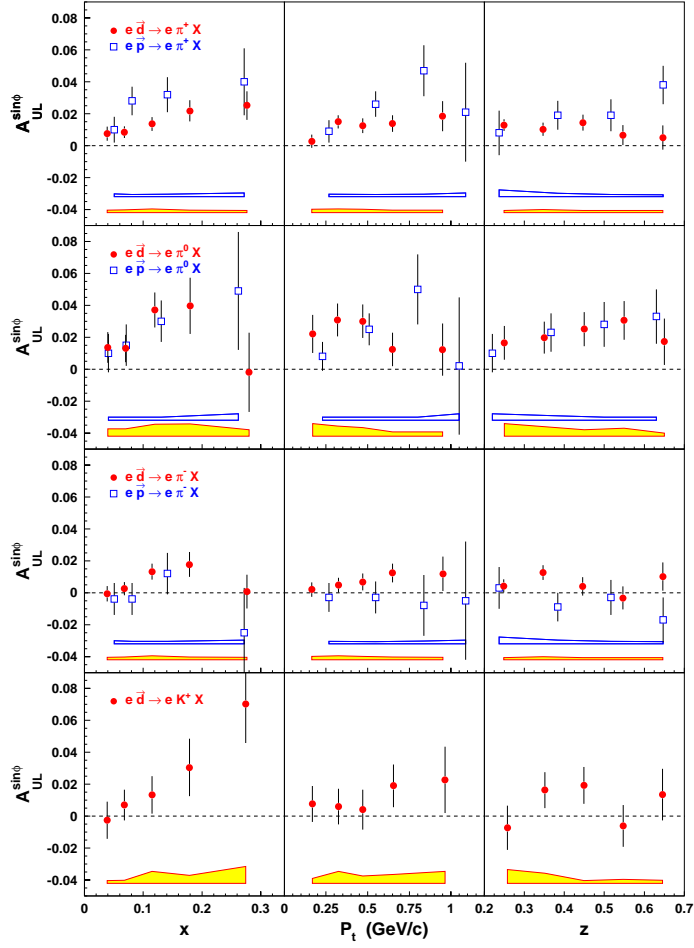 0.08
0.06
0.04
0.02
0
-0.02
-0.04
A_UL^sinϕ
e d⃗ → e π⁺ X
e p⃗ → e π⁺ X
0.08
0.06
0.04
0.02
0
-0.02
-0.04
A_UL^sinϕ
e d⃗ → e π⁰ X
e p⃗ → e π⁰ X
0.08
0.06
0.04
0.02
0
-0.02
-0.04
A_UL^sinϕ
e d⃗ → e π⁻ X
e p⃗ → e π⁻ X
0.08
0.06
0.04
0.02
0
-0.02
-0.04
A_UL^sinϕ
e d⃗ → e K⁺ X
0 0.1 0.2 0.3 0 0.25 0.5 0.75 1 0.2 0.3 0.4 0.5 0.6 0.7
x P_t (GeV/c) z